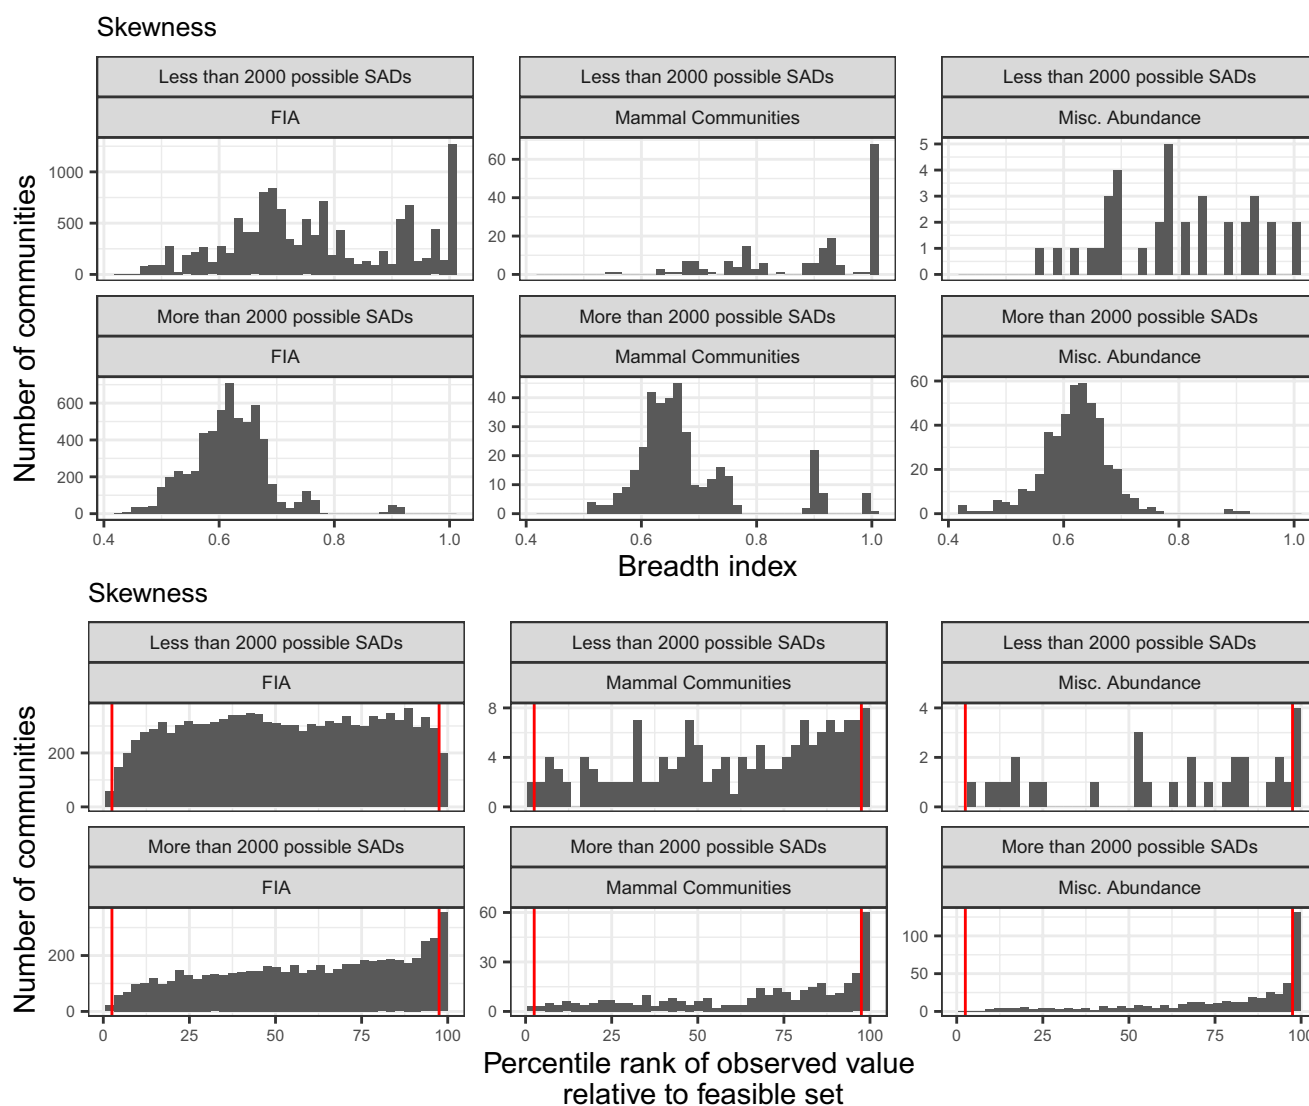 Skewness
Less than 2000 possible SADs Less than 2000 possible SADs Less than 2000 possible SADs
FIA Mammal Communities Misc. Abundance
1000
500
0
60
40
20
0
5
4
3
2
1
0
Number of communities
More than 2000 possible SADs More than 2000 possible SADs More than 2000 possible SADs
FIA Mammal Communities Misc. Abundance
600
400
200
0
40
30
20
10
0
60
40
20
0
0.4 0.6 0.8 1.0 0.4 0.6 0.8 1.0 0.4 0.6 0.8 1.0
Breadth index
Skewness
Less than 2000 possible SADs Less than 2000 possible SADs Less than 2000 possible SADs
FIA Mammal Communities Misc. Abundance
200
0
8
4
0
4
2
0
Number of communities
More than 2000 possible SADs More than 2000 possible SADs More than 2000 possible SADs
FIA Mammal Communities Misc. Abundance
200
0
60
30
0
100
50
0
0 25 50 75 100 0 25 50 75 100 0 25 50 75 100
Percentile rank of observed value
relative to feasible set